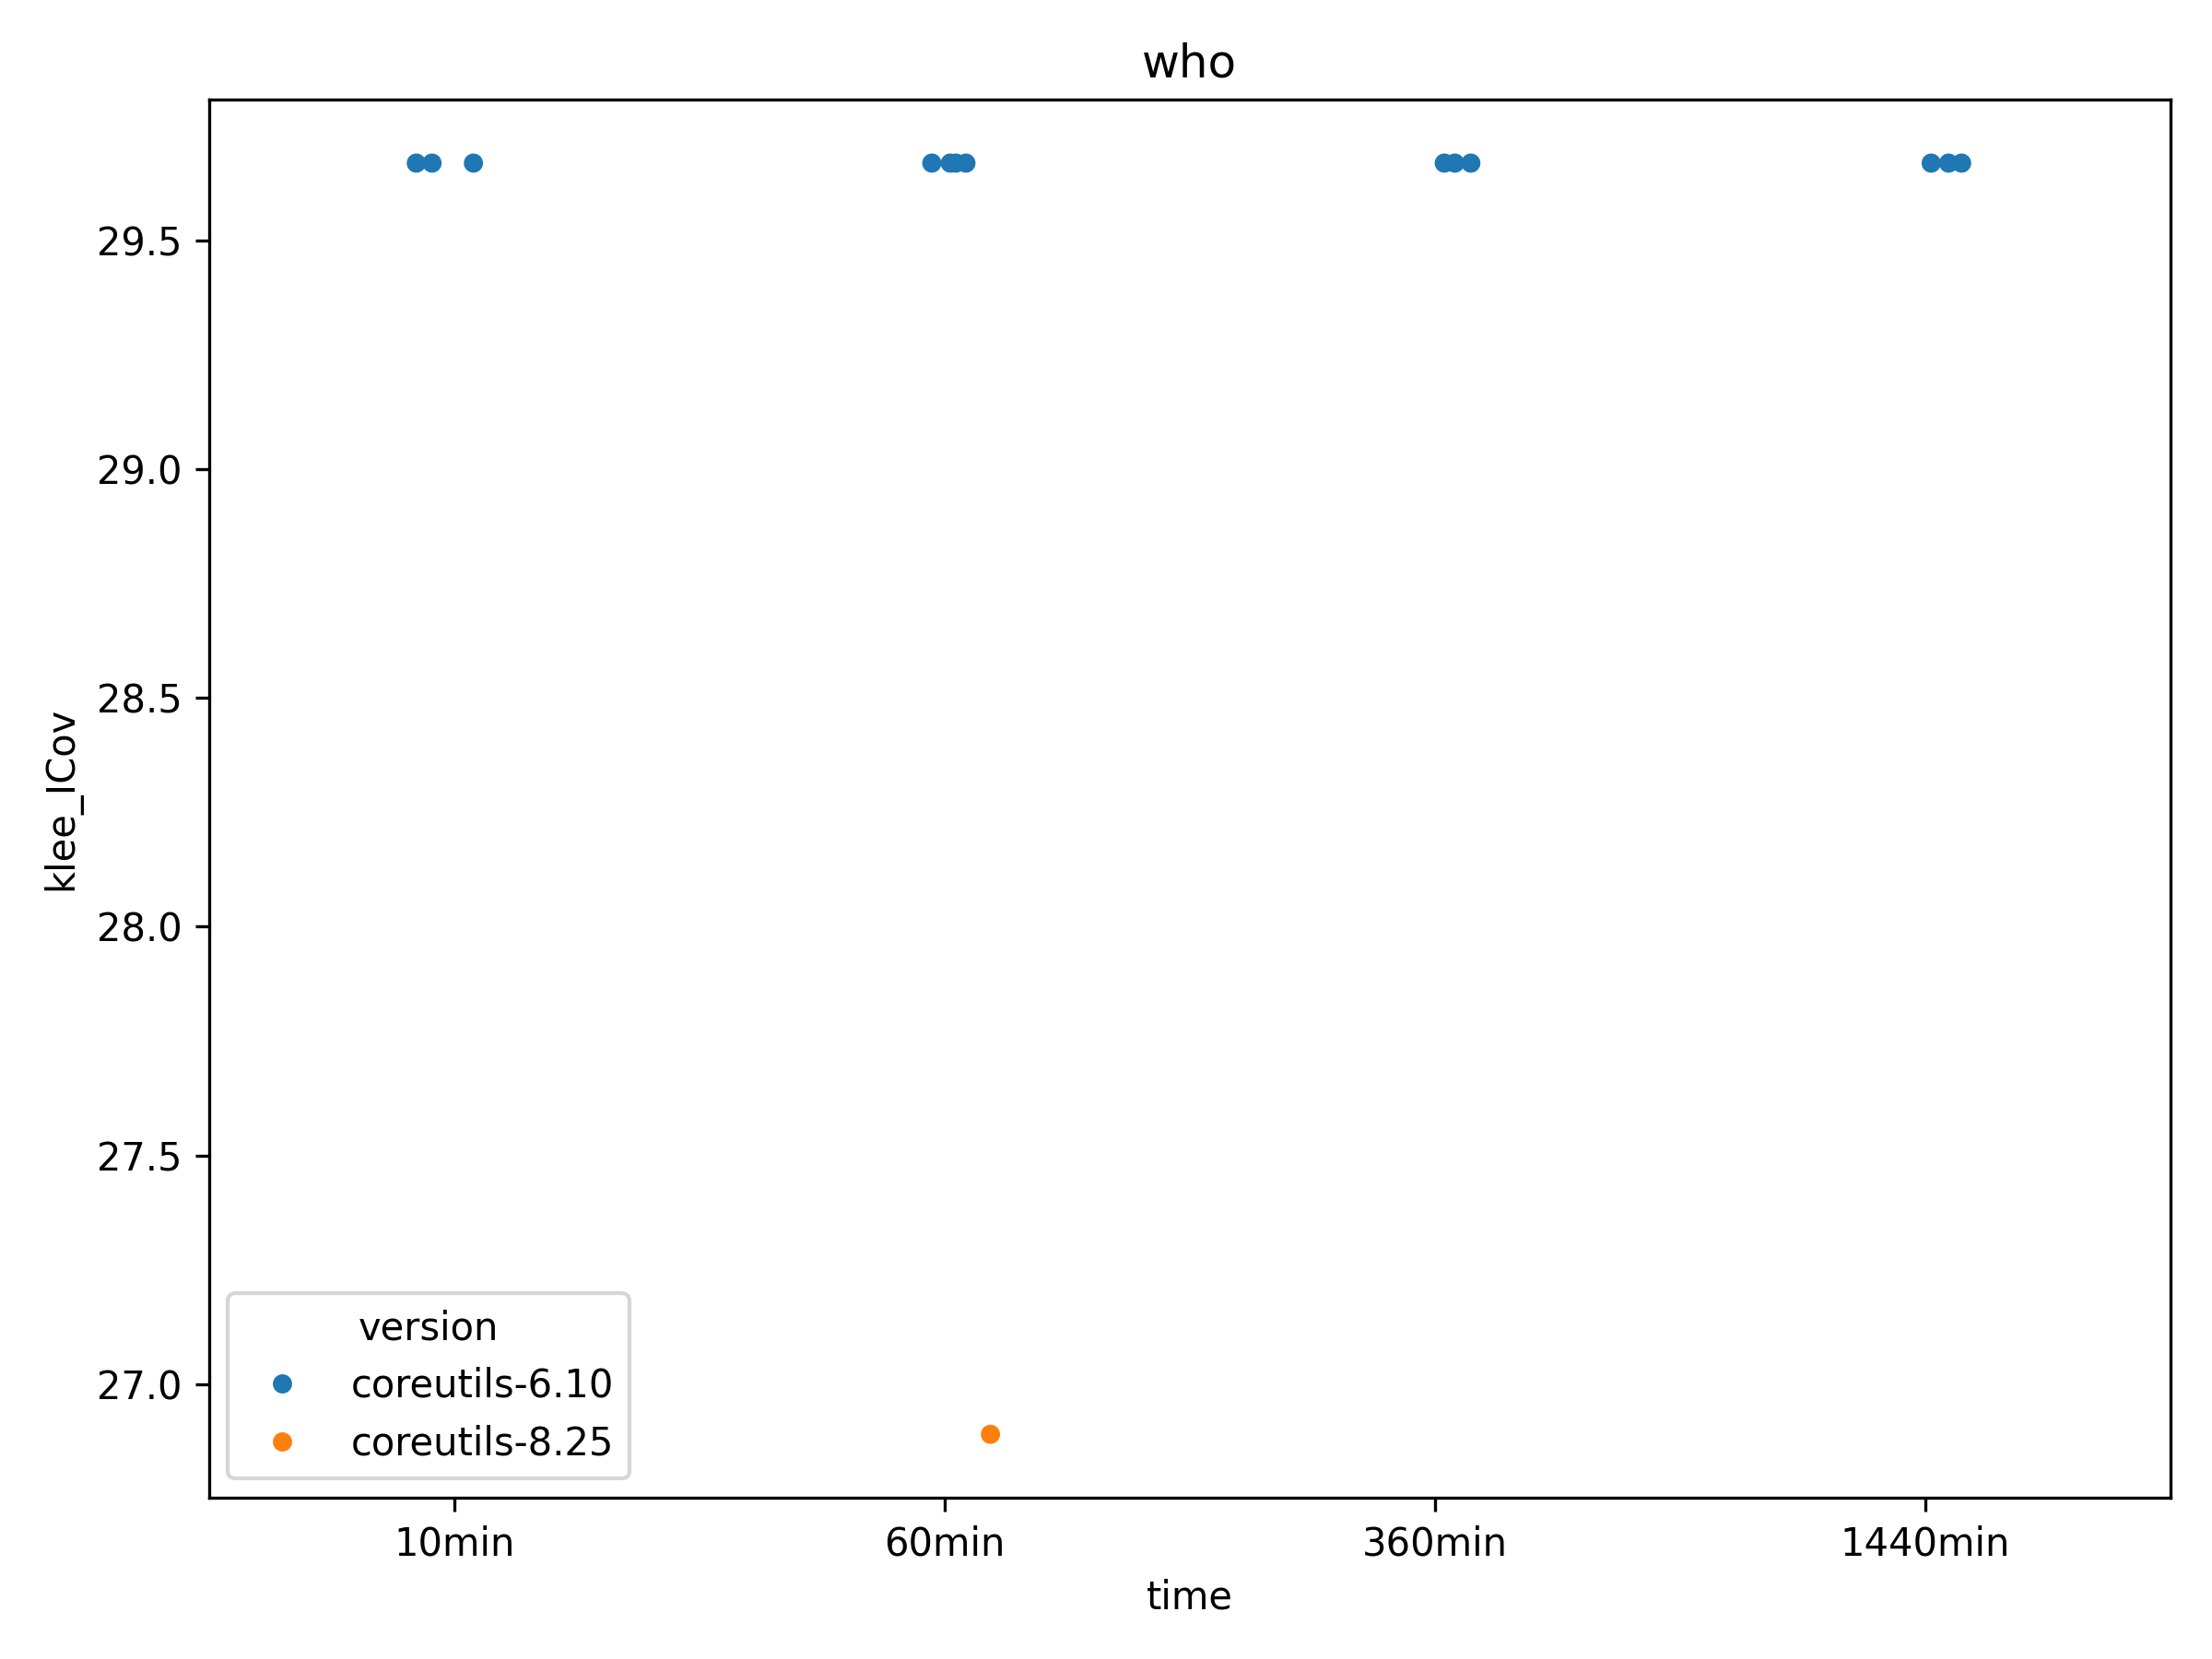 who
klee_ICov
29.5
29.0
28.5
28.0
27.5
27.0
version
coreutils-6.10
coreutils-8.25
10min 60min 360min 1440min
time